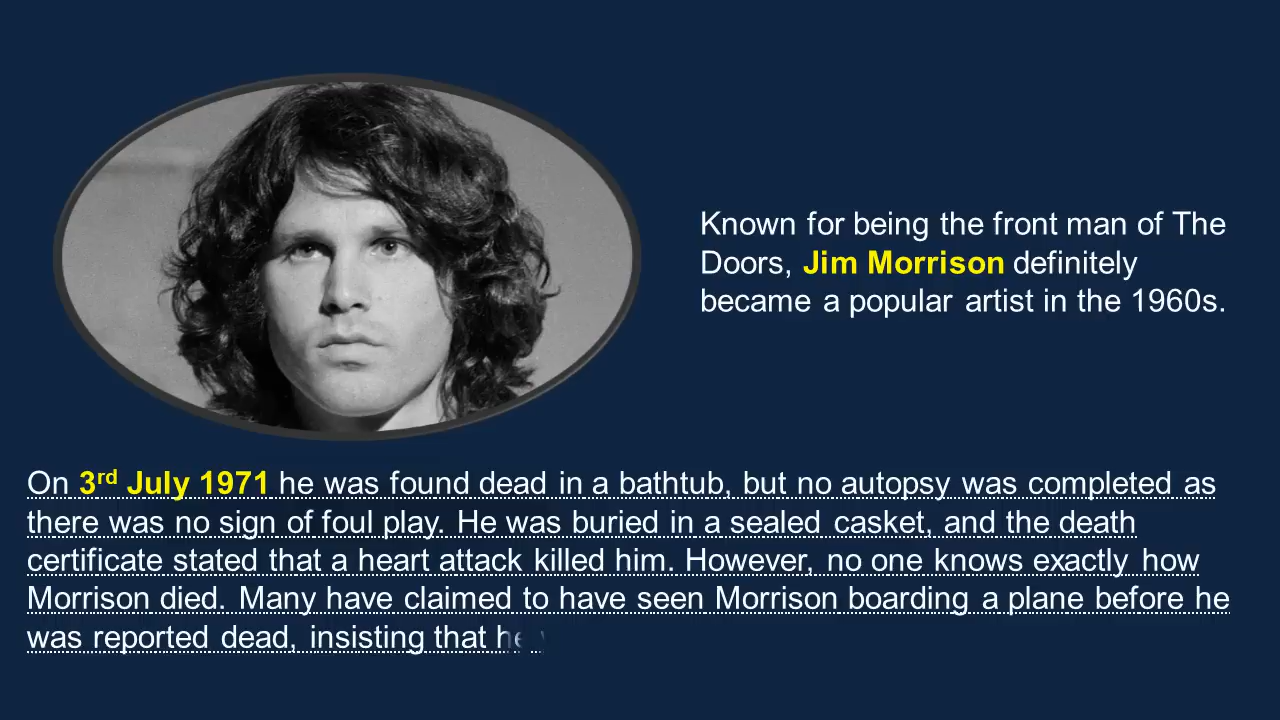 Known for being the front man of The
Doors, Jim Morrison definitely
became a popular artist in the 1960s.
On 3rd July 1971 he was found dead in a bathtub, but no autopsy was completed as
there was no sign of foul play. He was buried in a sealed casket, and the death
certificate stated that a heart attack killed him. However, no one knows exactly how
Morrison died. Many have claimed to have seen Morrison boarding a plane before he
was reported dead, insisting that he